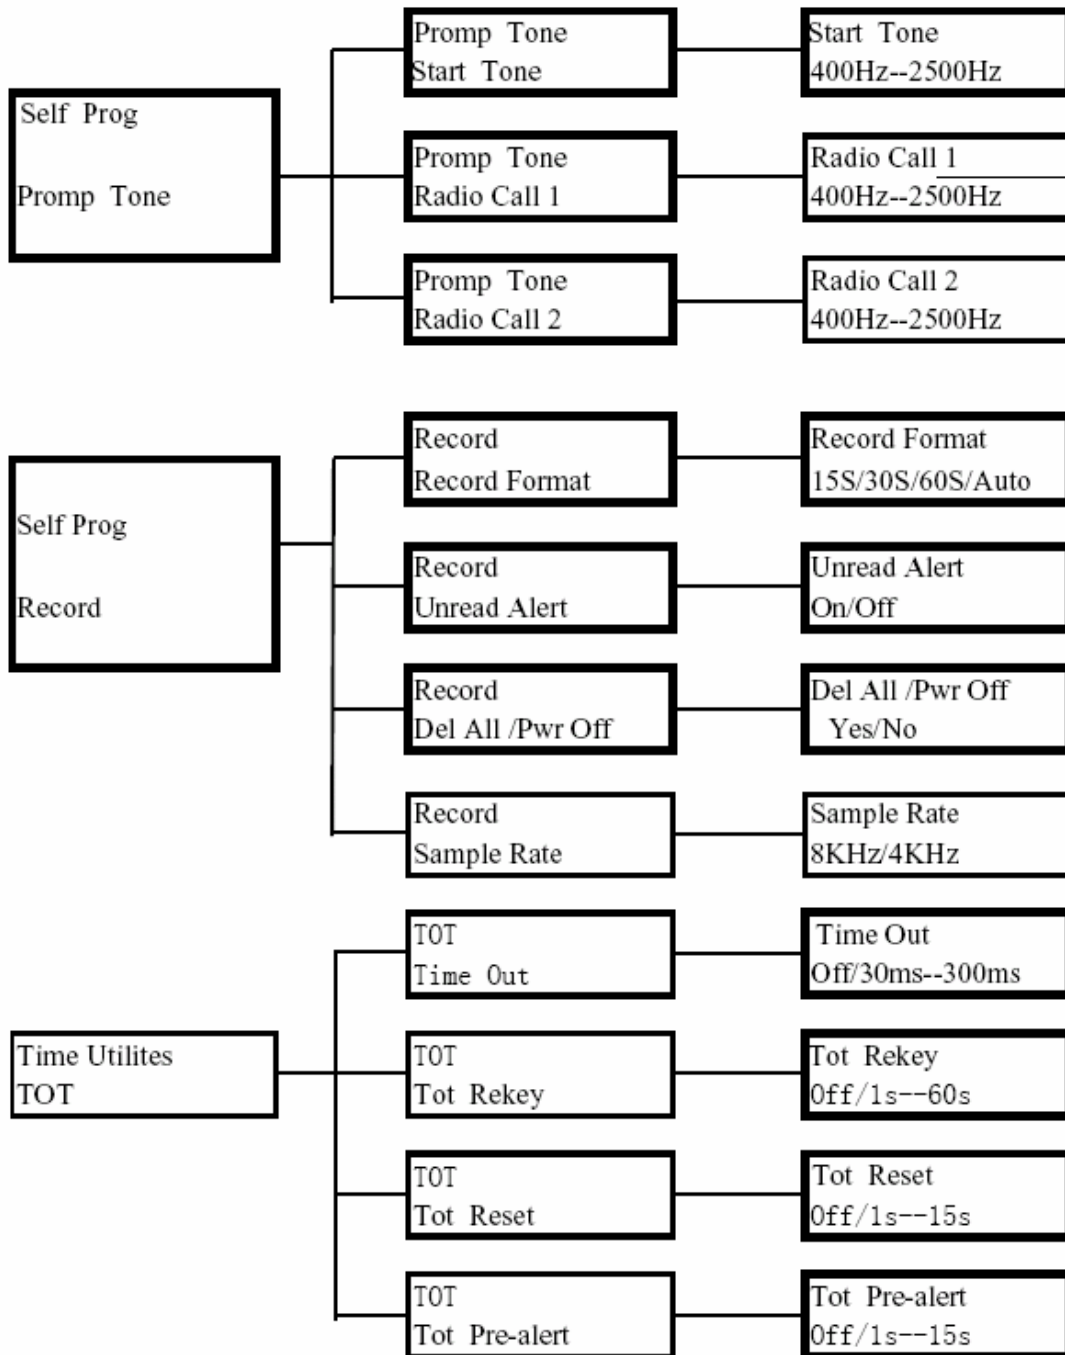 Promp Tone
Start Tone
Start Tone
400Hz--2500Hz
Self Prog
Promp Tone
Promp Tone
Radio Call 1
Radio Call 1
400Hz--2500Hz
Promp Tone
Radio Call 2
Radio Call 2
400Hz--2500Hz
Self Prog
Record
Record
Record Format
Record Format
15S/30S/60S/Auto
Record
Unread Alert
Unread Alert
On/Off
Record
Del All /Pwr Off
Del All /Pwr Off
Yes/No
Record
Sample Rate
Sample Rate
8KHz/4KHz
Time Utilites
TOT
TOT
Time Out
Time Out
Off/30ms--300ms
TOT
Tot Rekey
Tot Rekey
Off/1s--60s
TOT
Tot Reset
Tot Reset
Off/1s--15s
TOT
Tot Pre-alert
Tot Pre-alert
Off/1s--15s